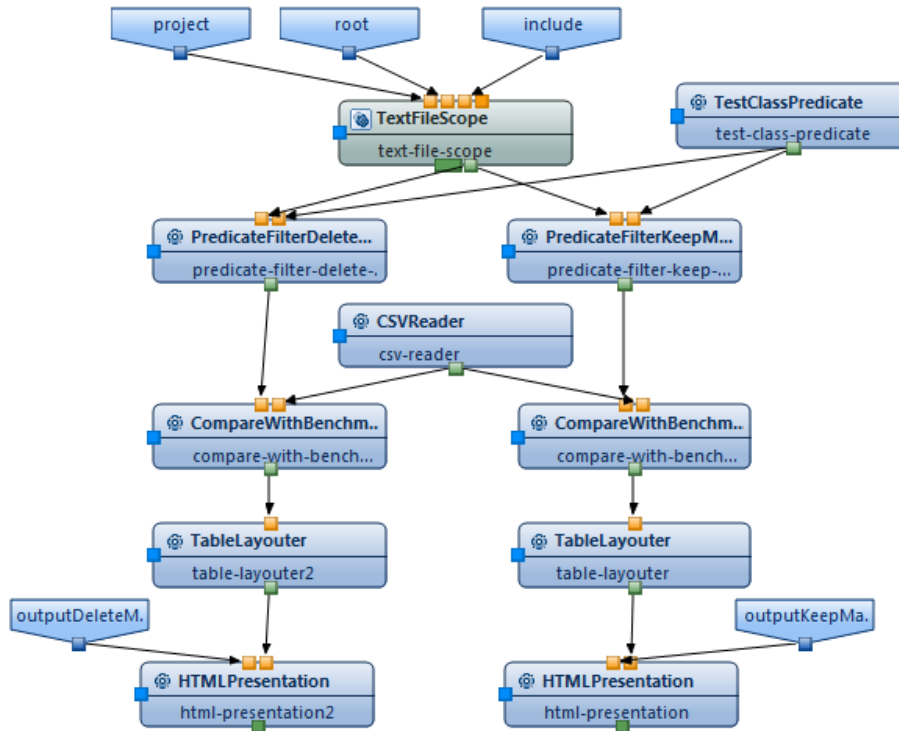 project
root
include
TextFileScope
text-file-scope
TestClassPredicate
test-class-predicate
PredicateFilterDelete...
predicate-filter-delete-.
PredicateFilterKeepM...
predicate-filter-keep-...
CSVReader
csv-reader
CompareWithBenchm..
compare-with-bench...
CompareWithBenchm..
compare-with-bench...
TableLayouter
table-layouter2
TableLayouter
table-layouter
outputDeleteM.
outputKeepMa.
HTMLPresentation
html-presentation2
HTMLPresentation
html-presentation